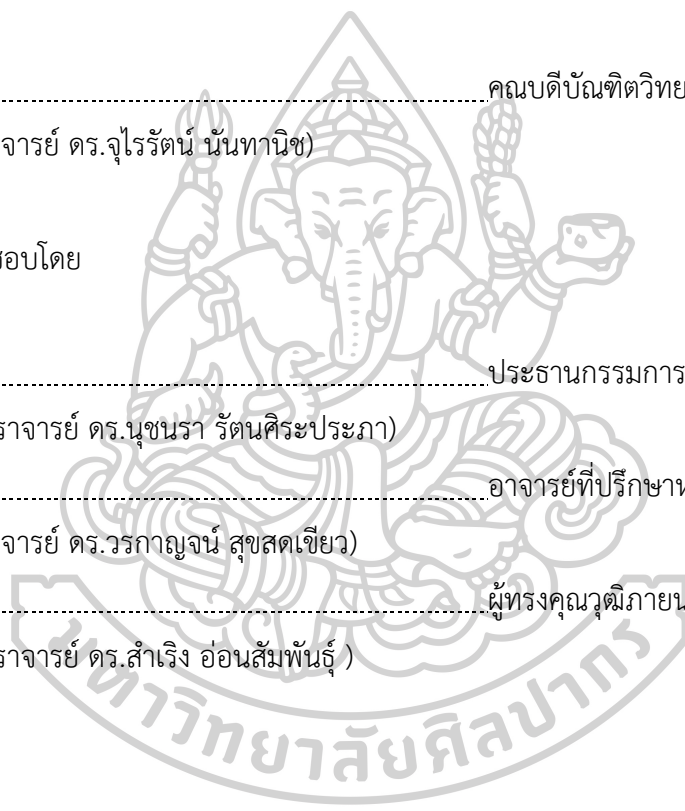 คณบดีบัณฑิตวิทย
จารย์ ดร.จุไรรัตน์ นันทานิช)
สอบโดย
ประธานกรรมการ
ราจารย์ ดร.นุชนรา รัตนศิระประภา)
อาจารย์ที่ปรึกษาห
จารย์ ดร.วรกาญจน์ สุขสดเขียว)
ผู้ทรงคุณวุฒิภายน
ราจารย์ ดร.สำเริง อ่อนสัมพันธุ์ )
มหาวิทยาลัยศิลปากร